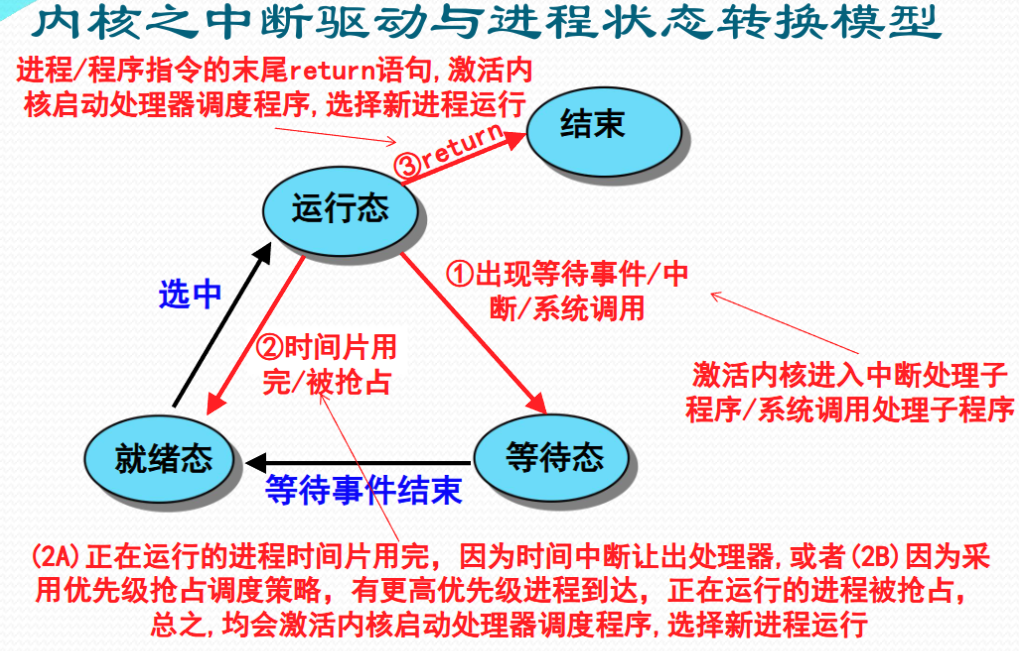 内核之中断驱动与进程状态转换模型
进程/程序指令的末尾return语句,激活内
核启动处理器调度程序,选择新进程运行
结束
③return
运行态
①出现等待事件/中
断/系统调用
选中
②时间片用
完/被抢占
激活内核进入中断处理子
程序/系统调用处理子程序
就绪态
等待态
等待事件结束
(2A)正在运行的进程时间片用完，因为时间中断让出处理器,或者(2B)因为采
用优先级抢占调度策略，有更高优先级进程到达，正在运行的进程被抢占，
总之,均会激活内核启动处理器调度程序,选择新进程运行